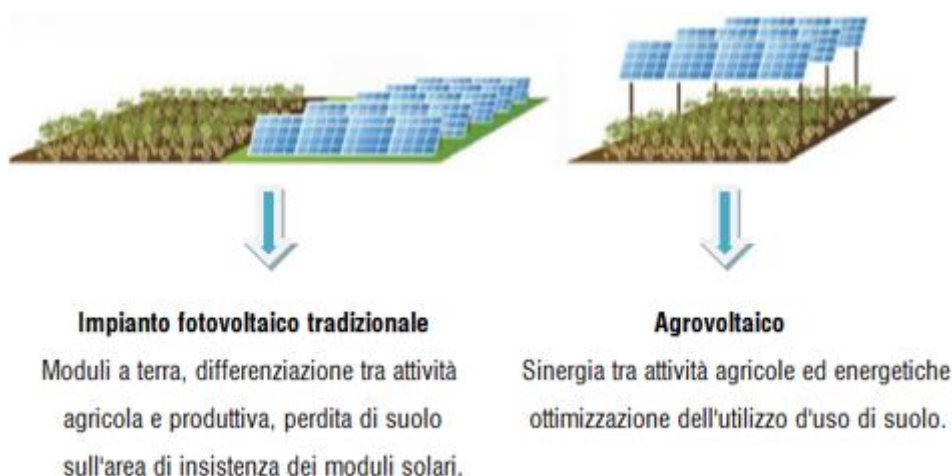 Impianto fotovoltaico tradizionale
Moduli a terra, differenziazione tra attività
agricola e produttiva, perdita di suolo
sull'area di insistenza dei moduli solari.
Agrovoltaico
Sinergia tra attività agricole ed energetiche
ottimizzazione dell'utilizzo d'uso di suolo.